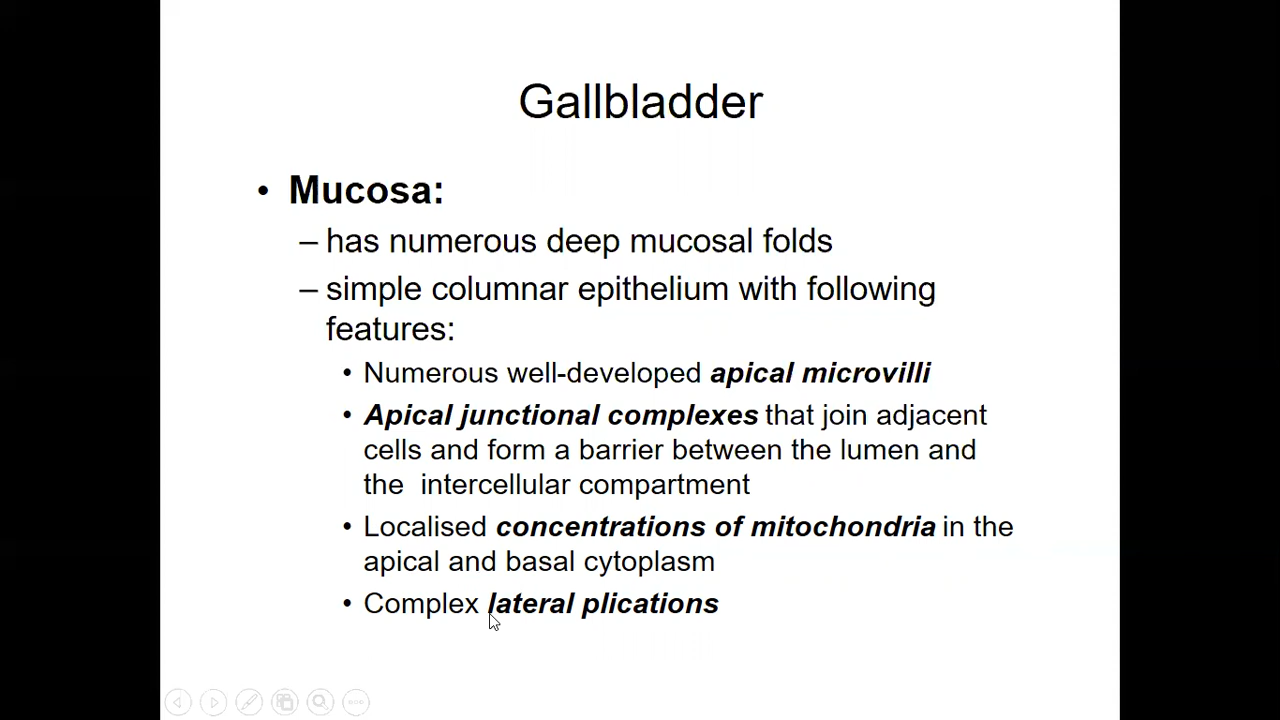 Gallbladder
• Mucosa:
– has numerous deep mucosal folds
– simple columnar epithelium with following
features:
• Numerous well-developed apical microvilli
• Apical junctional complexes that join adjacent
cells and form a barrier between the lumen and
the  intercellular compartment
• Localised concentrations of mitochondria in the
apical and basal cytoplasm
• Complex lateral plications